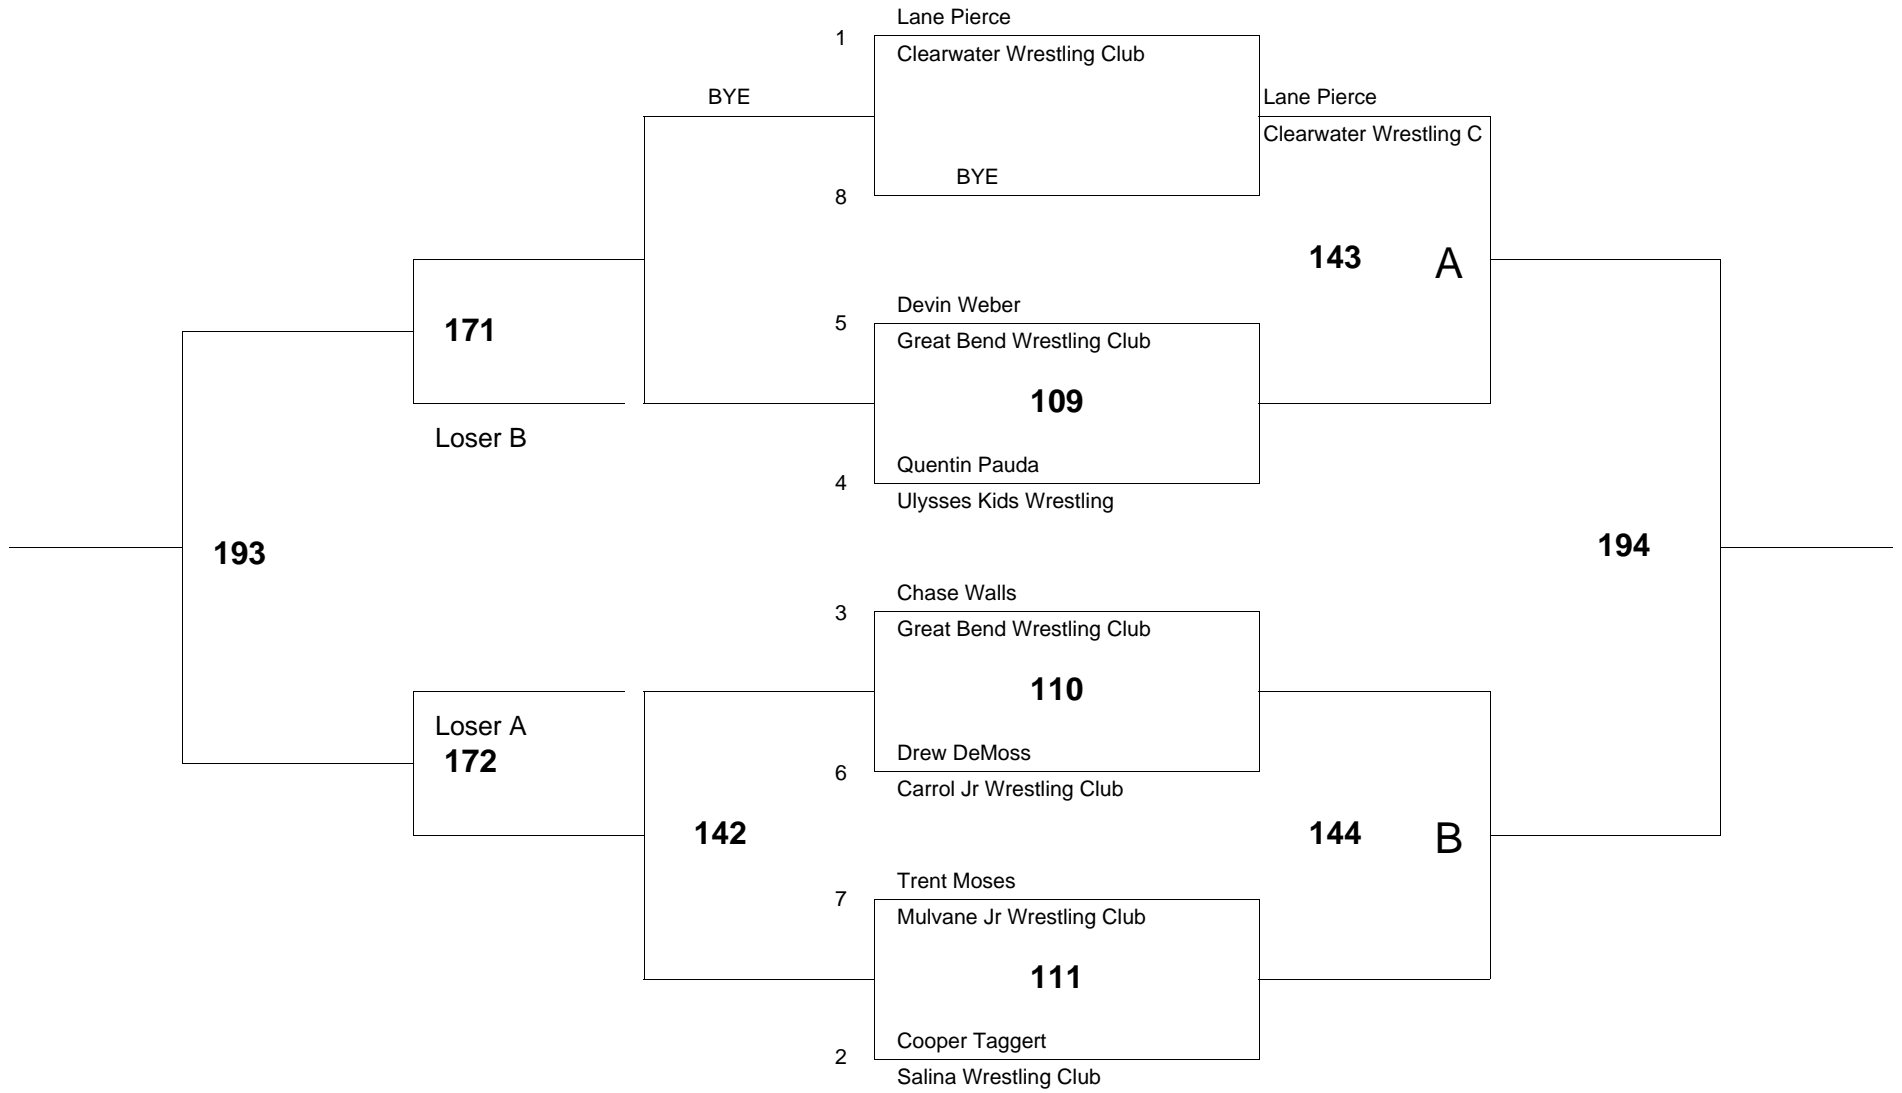 Lane Pierce
1
Clearwater Wrestling Club
BYE
Lane Pierce
Clearwater Wrestling C
BYE
8
143
A
Devin Weber
5
171
Great Bend Wrestling Club
109
Loser B
Quentin Pauda
4
Ulysses Kids Wrestling
193
194
Chase Walls
3
Great Bend Wrestling Club
110
Loser A
172
Drew DeMoss
6
Carrol Jr Wrestling Club
142
144
B
Trent Moses
7
Mulvane Jr Wrestling Club
111
Cooper Taggert
2
Salina Wrestling Club